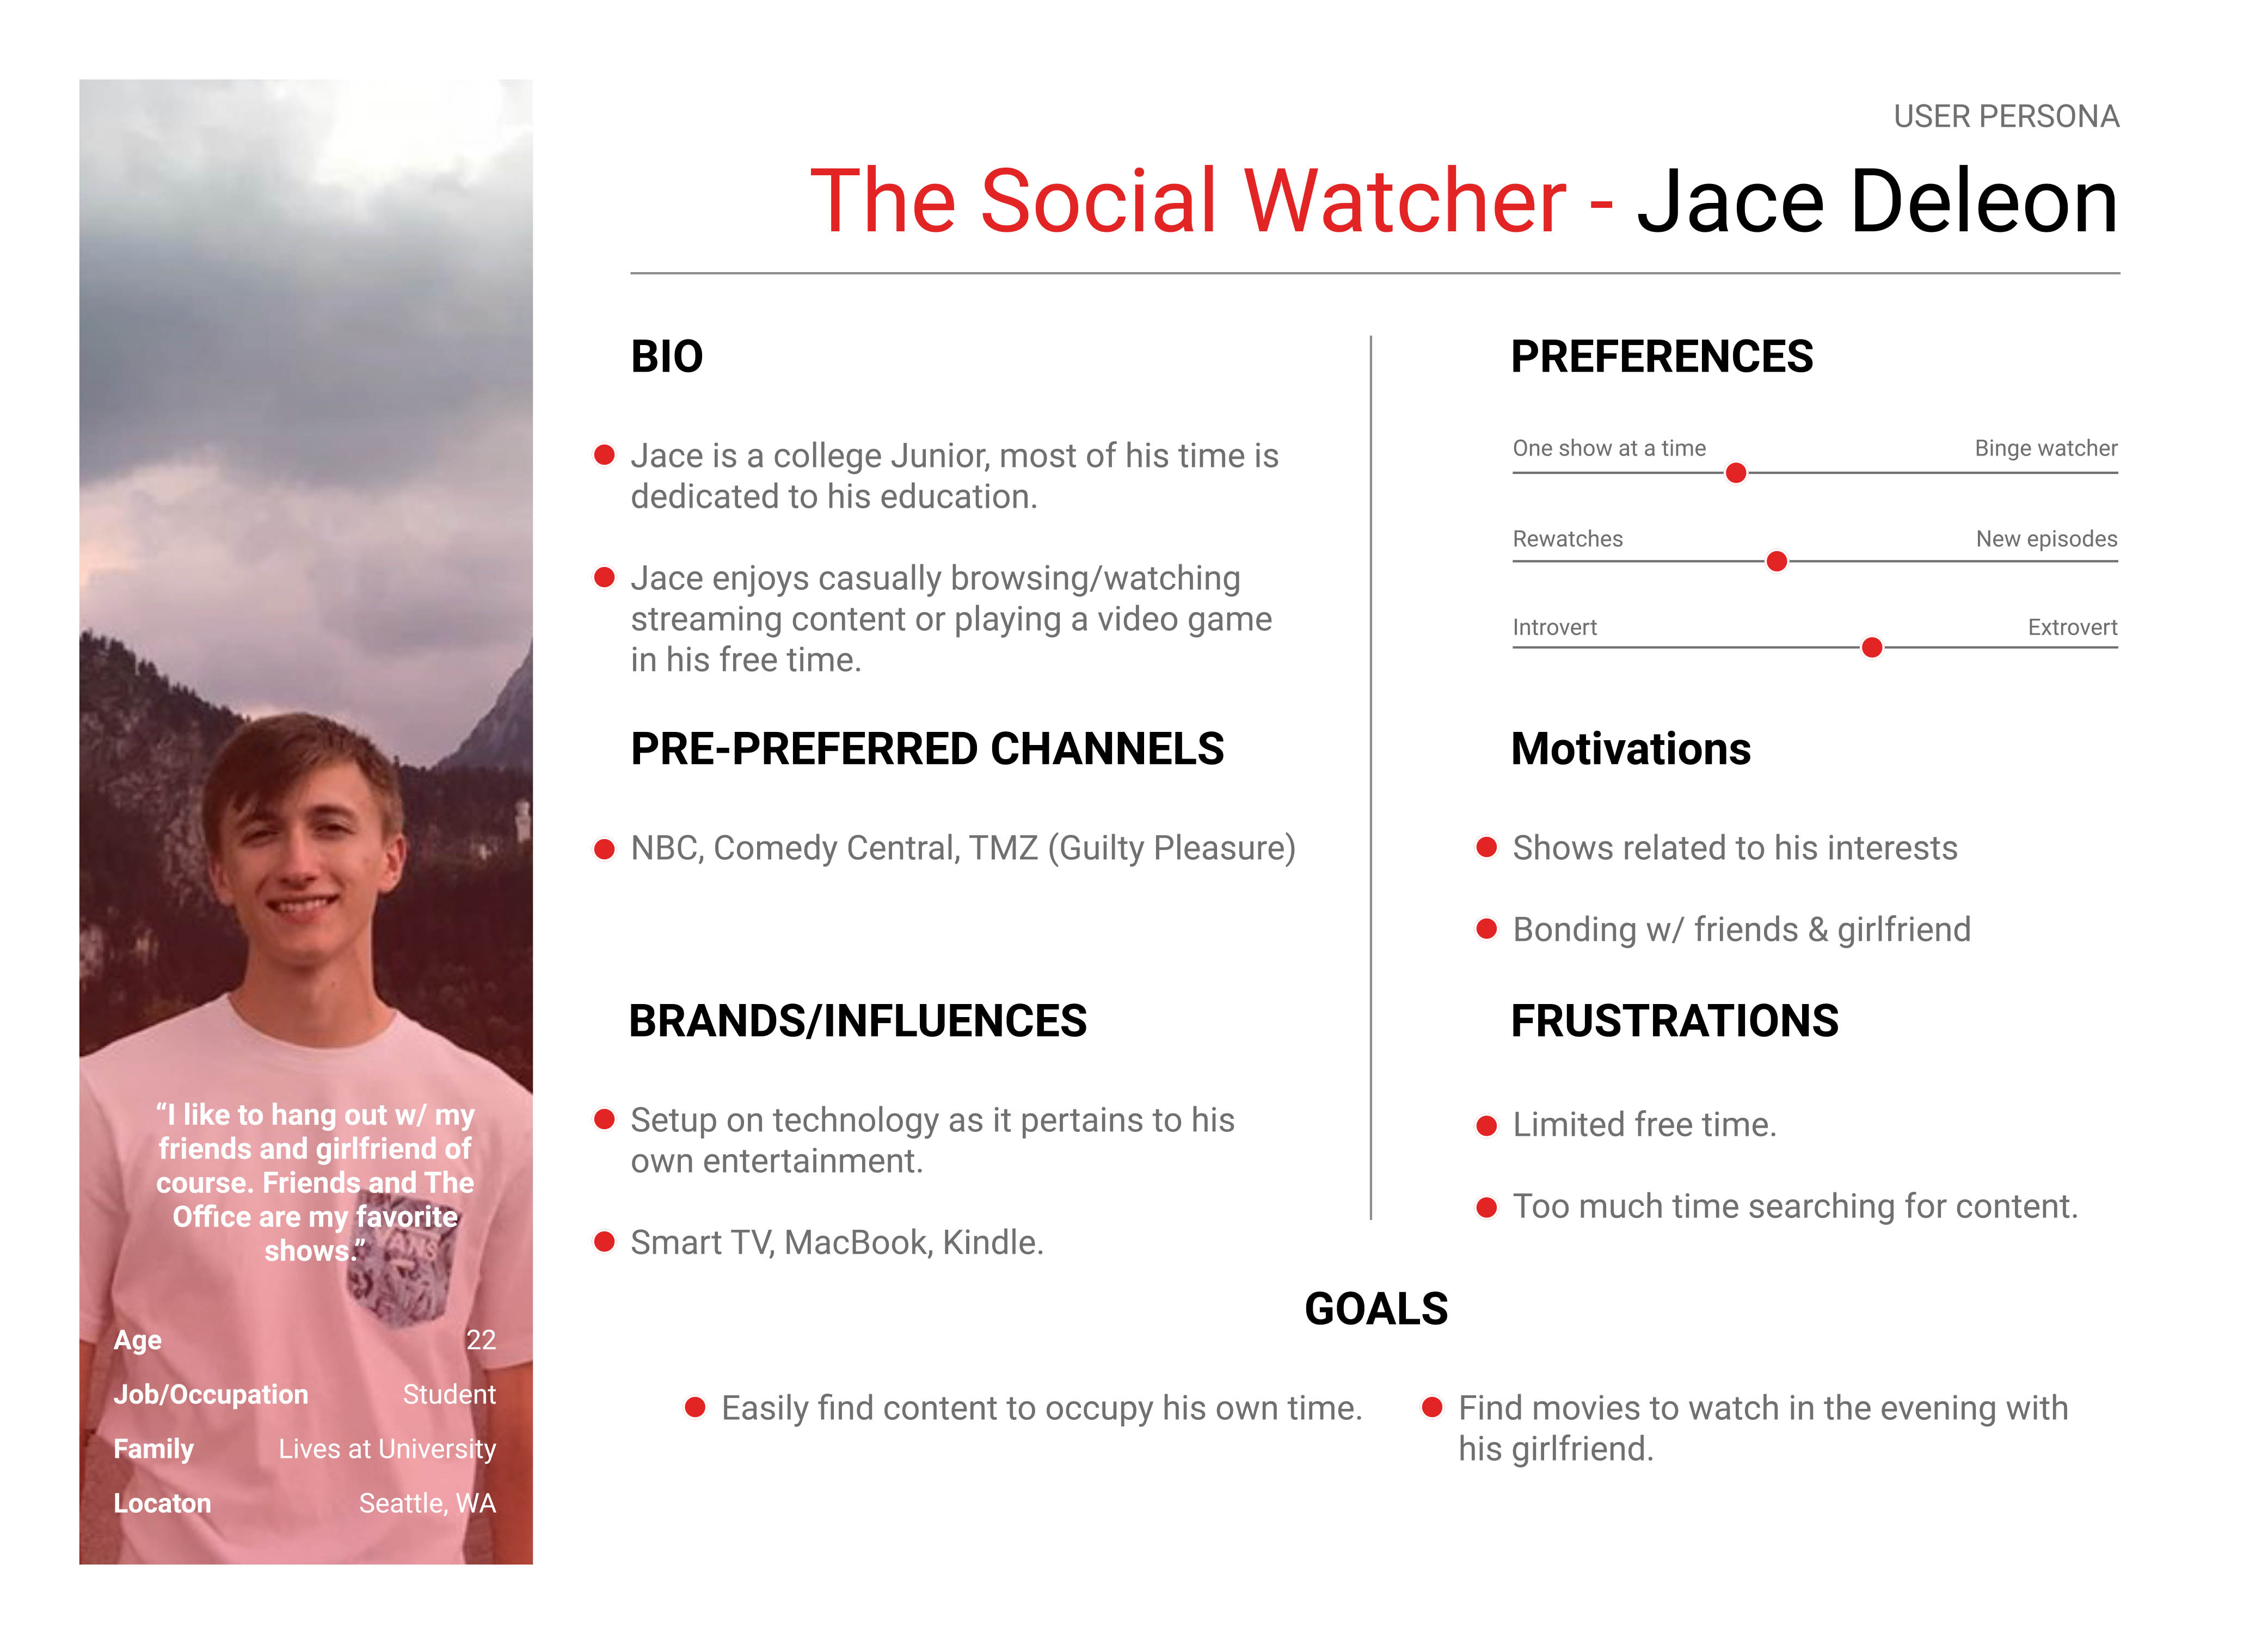 USER PERSONA
The Social Watcher - Jace Deleon
BIO
Jace is a college Junior, most of his time is
dedicated to his education.
Jace enjoys casually browsing/watching
streaming content or playing a video game
in his free time.
PRE-PREFERRED CHANNELS
NBC, Comedy Central, TMZ (Guilty Pleasure)
BRANDS/INFLUENCES
Setup on technology as it pertains to his
own entertainment.
Smart TV, MacBook, Kindle.
PREFERENCES
One show at a time Binge watcher
Rewatches New episodes
Introvert Extrovert
Motivations
Shows related to his interests
Bonding w/ friends & girlfriend
FRUSTRATIONS
Limited free time.
Too much time searching for content.
GOALS
Easily find content to occupy his own time.
Find movies to watch in the evening with
his girlfriend.
“I like to hang out w/ my
friends and girlfriend of
course. Friends and The
Office are my favorite
shows.”
VANS
Age 22
Job/Occupation Student
Family Lives at University
Locaton Seattle, WA